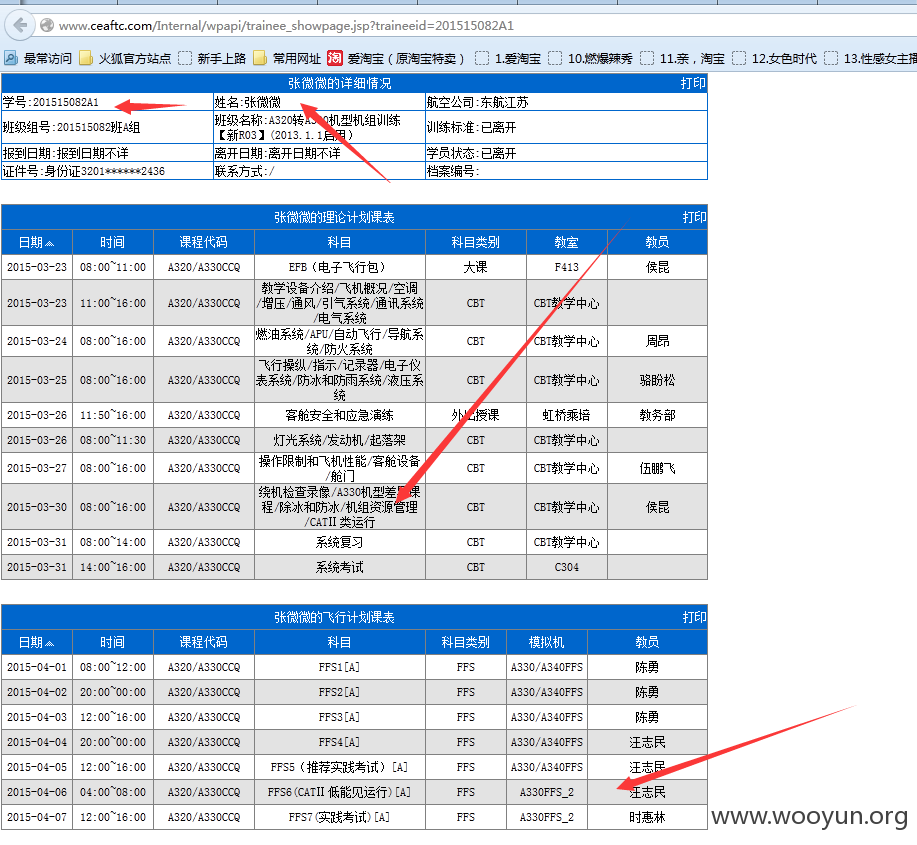 www.ceaftc.com/Internal/wpapi/trainee_showpage.jsp?traineeid=201515082A1
最常访问 火狐官方站点 新手上路 常用网址 淘 爱淘宝（原淘宝特卖） 1.爱淘宝 10.燃爆辣秀 11.亲，淘宝 12.女色时代 13.性感女主播
张微微的详细情况 打印
学号:201515082A1 姓名:张微微 航空公司:东航江苏
班级组号:201515082班A组 班级名称:A320转A330机型机组训练【新R03】(2013.1.1启用) 训练标准:已离开
报到日期:报到日期不详 离开日期:离开日期不详 学员状态:已离开
证件号:身份证3201******2436 联系方式:/ 档案编号:
张微微的理论计划课表 打印
日期 时间 课程代码 科目 科目类别 教室 教员
2015-03-23 08:00~11:00 A320/A330CCQ EFB（电子飞行包） 大课 F413 侯昆
2015-03-23 11:00~16:00 A320/A330CCQ 教学设备介绍/飞机概况/空调/增压/通风/引气系统/通讯系统/电气系统 CBT CBT教学中心
2015-03-24 08:00~16:00 A320/A330CCQ 燃油系统/APU/自动飞行/导航系统/防火系统 CBT CBT教学中心 周昂
2015-03-25 08:00~16:00 A320/A330CCQ 飞行操纵/指示/记录器/电子仪表系统/防冰和防雨系统/液压系统 CBT CBT教学中心 骆盼松
2015-03-26 11:50~16:00 A320/A330CCQ 客舱安全和应急演练 外出授课 虹桥乘培 教务部
2015-03-26 08:00~11:30 A320/A330CCQ 灯光系统/发动机/起落架 CBT CBT教学中心
2015-03-27 08:00~16:00 A320/A330CCQ 操作限制和飞机性能/客舱设备/舱门 CBT CBT教学中心 伍鹏飞
2015-03-30 08:00~16:00 A320/A330CCQ 绕机检查录像/A330机型差异课程/除冰和防冰/机组资源管理/CATII 类运行 CBT CBT教学中心 侯昆
2015-03-31 08:00~14:00 A320/A330CCQ 系统复习 CBT CBT教学中心
2015-03-31 14:00~16:00 A320/A330CCQ 系统考试 CBT C304
张微微的飞行计划课表 打印
日期 时间 课程代码 科目 科目类别 模拟机 教员
2015-04-01 08:00~12:00 A320/A330CCQ FFS1[A] FFS A330/A340FFS 陈勇
2015-04-02 20:00~00:00 A320/A330CCQ FFS2[A] FFS A330/A340FFS 陈勇
2015-04-03 12:00~16:00 A320/A330CCQ FFS3[A] FFS A330/A340FFS 陈勇
2015-04-04 20:00~00:00 A320/A330CCQ FFS4[A] FFS A330/A340FFS 汪志民
2015-04-05 12:00~16:00 A320/A330CCQ FFS5（推荐实践考试）[A] FFS A330/A340FFS 汪志民
2015-04-06 04:00~08:00 A320/A330CCQ FFS6(CATII 低能见运行)[A] FFS A330FFS_2 汪志民
2015-04-07 12:00~16:00 A320/A330CCQ FFS7(实践考试)[A] FFS A330FFS_2 时惠林
www.wooyun.org